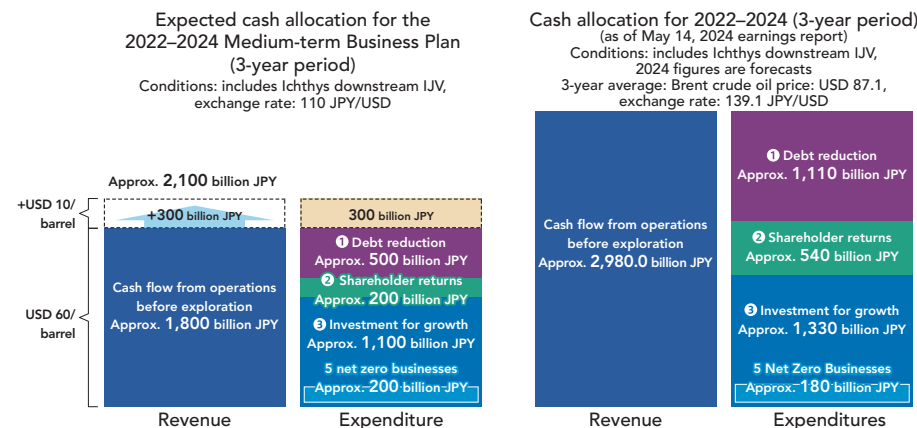 Expected cash allocation for the
2022–2024 Medium-term Business Plan
(3-year period)
Conditions: includes Ichthys downstream IJV,
exchange rate: 110 JPY/USD
Approx. 2,100 billion JPY
+USD 10/
barrel
+300 billion JPY
300 billion JPY
USD 60/
barrel
Cash flow from operations
before exploration
Approx. 1,800 billion JPY
❶ Debt reduction
Approx. 500 billion JPY
❷ Shareholder returns
Approx. 200 billion JPY
❸ Investment for growth
Approx. 1,100 billion JPY
5 net zero businesses
Approx. 200 billion JPY
Revenue
Expenditure
Cash allocation for 2022–2024 (3-year period)
(as of May 14, 2024 earnings report)
Conditions: includes Ichthys downstream IJV,
2024 figures are forecasts
3-year average: Brent crude oil price: USD 87.1,
exchange rate: 139.1 JPY/USD
Cash flow from operations
before exploration
Approx. 2,980.0 billion JPY
❶ Debt reduction
Approx. 1,110 billion JPY
❷ Shareholder returns
Approx. 540 billion JPY
❸ Investment for growth
Approx. 1,330 billion JPY
5 Net Zero Businesses
Approx. 180 billion JPY
Revenue
Expenditures